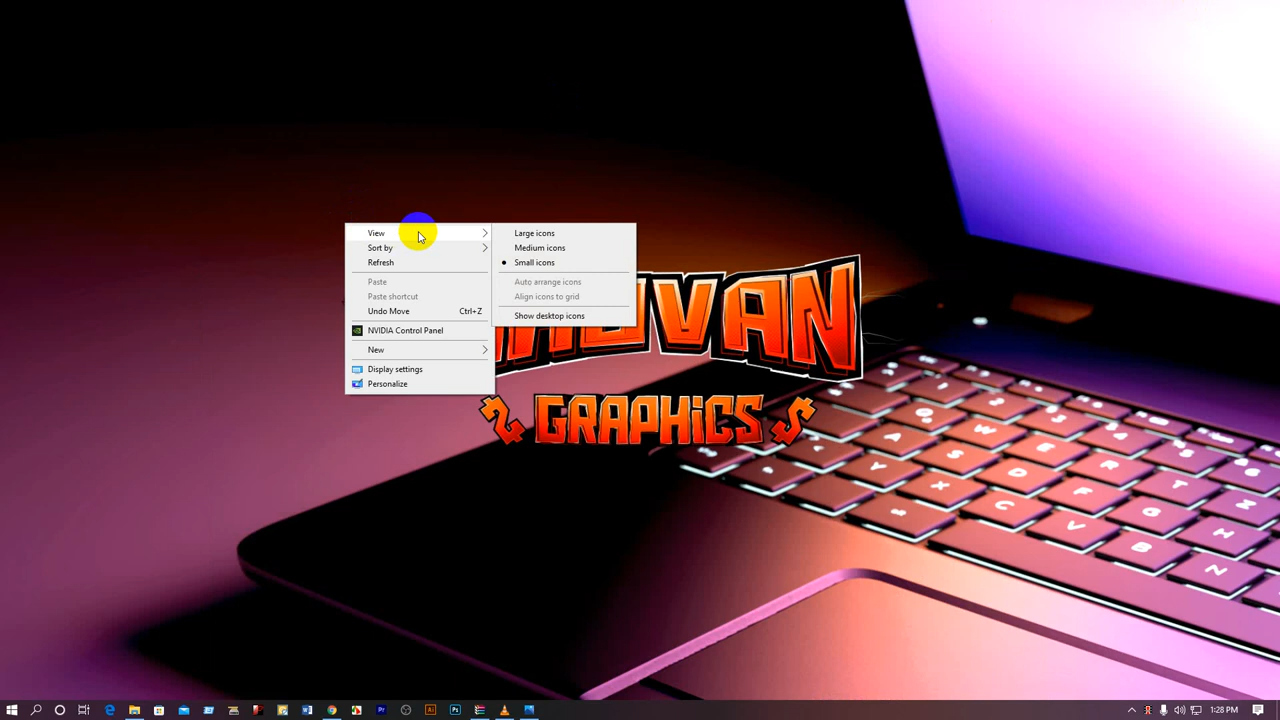 View
Sort by
Refresh
Paste
Paste shortcut
Undo Move Ctrl+Z
NVIDIA Control Panel
New
Display settings
Personalize
Large icons
Medium icons
Small icons
Auto arrange icons
Align icons to grid
Show desktop icons
GRAPHiCS
1:28 PM